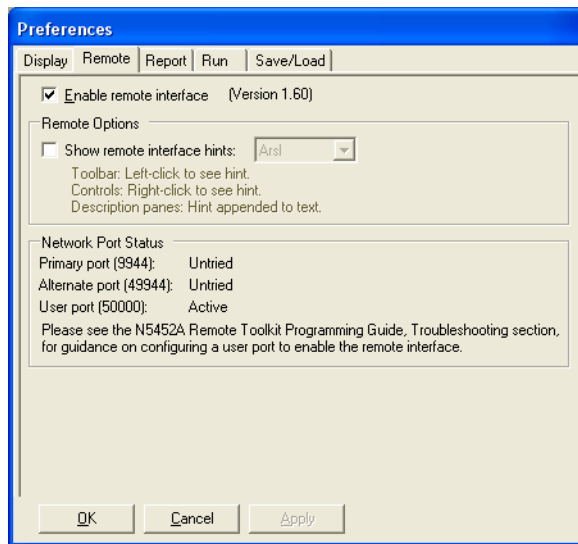 Preferences
Display Remote Report Run Save/Load
Enable remote interface (Version 1.60)
Remote Options
Show remote interface hints: Arsl
Toolbar: Left-click to see hint.
Controls: Right-click to see hint.
Description panes: Hint appended to text.
Network Port Status
Primary port (9944): Untried
Alternate port (49944): Untried
User port (50000): Active
Please see the N5452A Remote Toolkit Programming Guide, Troubleshooting section,
for guidance on configuring a user port to enable the remote interface.
OK Cancel Apply